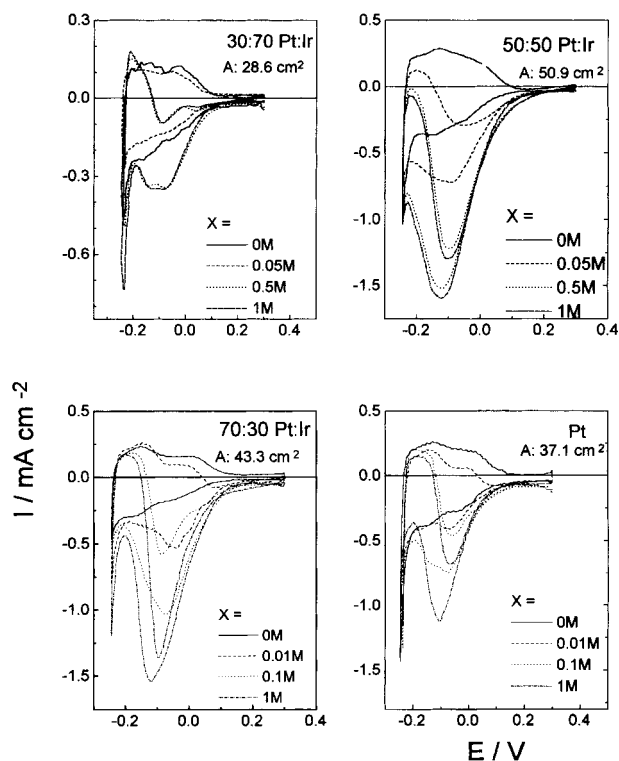 30:70 Pt:Ir
A: 28.6 cm²
0.3
0.0
-0.3
-0.6
X =
0M
0.05M
0.5M
1M
-0.2 0.0 0.2 0.4
50:50 Pt:Ir
A: 50.9 cm²
0.5
0.0
-0.5
-1.0
-1.5
X =
0M
0.05M
0.5M
1M
-0.2 0.0 0.2 0.4
I / mA cm⁻²
70:30 Pt:Ir
A: 43.3 cm²
0.5
0.0
-0.5
-1.0
-1.5
X =
0M
0.01M
0.1M
1M
-0.2 0.0 0.2 0.4
Pt
A: 37.1 cm²
0.5
0.0
-0.5
-1.0
-1.5
X =
0M
0.01M
0.1M
1M
-0.2 0.0 0.2 0.4
E / V